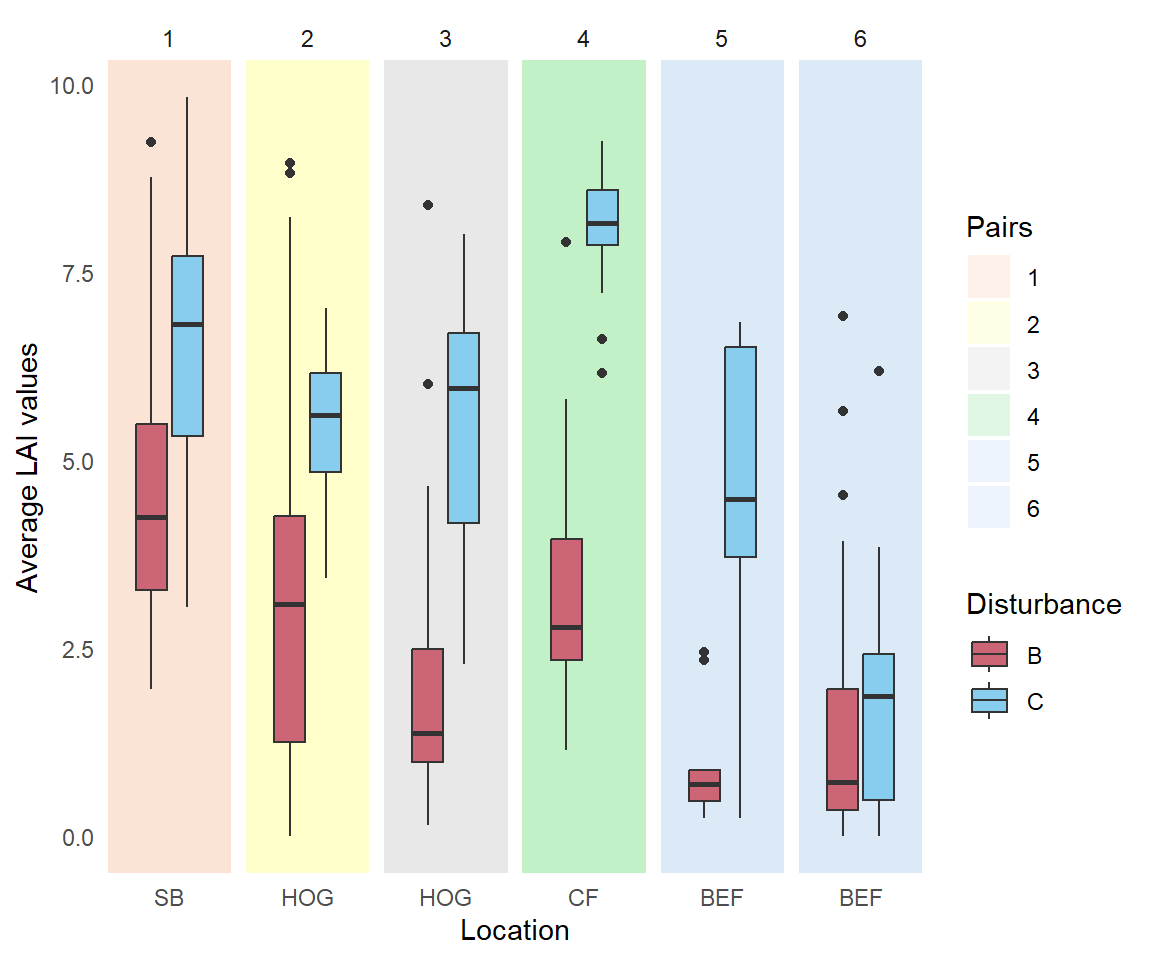 1 2 3 4 5 6
10.0
7.5
5.0
2.5
0.0
Average LAI values
SB HOG HOG CF BEF BEF
Location
Pairs
1
2
3
4
5
6
Disturbance
B
C